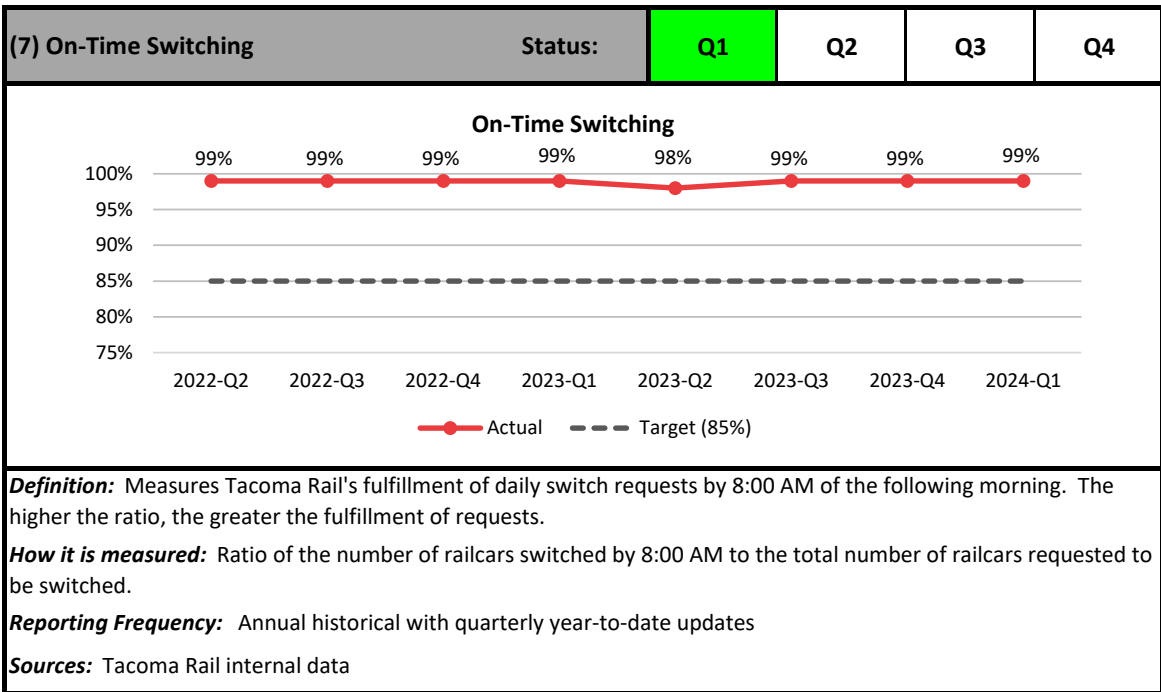 (7) On-Time Switching Status: Q1 Q2 Q3 Q4
On-Time Switching
99% 99% 99% 99% 98% 99% 99% 99%
100%
95%
90%
85%
80%
75%
2022-Q2 2022-Q3 2022-Q4 2023-Q1 2023-Q2 2023-Q3 2023-Q4 2024-Q1
Actual Target (85%)
Definition: Measures Tacoma Rail's fulfillment of daily switch requests by 8:00 AM of the following morning. The
higher the ratio, the greater the fulfillment of requests.
How it is measured: Ratio of the number of railcars switched by 8:00 AM to the total number of railcars requested to
be switched.
Reporting Frequency: Annual historical with quarterly year-to-date updates
Sources: Tacoma Rail internal data